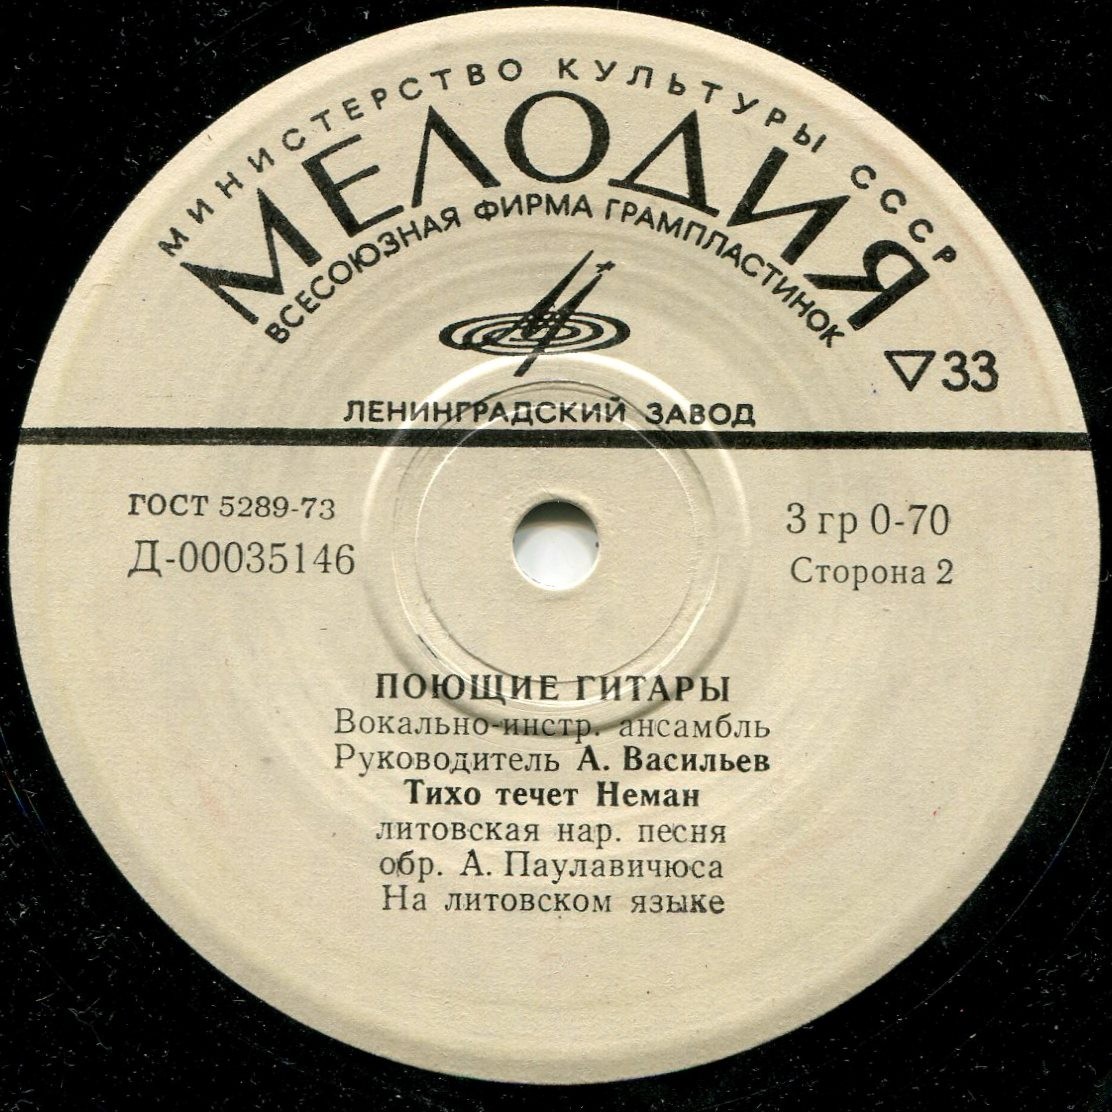 МИНИСТЕРСТВО КУЛЬТУРЫ СССР
МЕЛОДИЯ
ВСЕСОЮЗНАЯ ФИРМА ГРАМПЛАСТИНОК
▽33
ЛЕНИНГРАДСКИЙ ЗАВОД
ГОСТ 5289-73
Д-00035146
3 гр 0-70
Сторона 2
ПОЮЩИЕ ГИТАРЫ
Вокально-инстр. ансамбль
Руководитель А. Васильев
Тихо течет Неман
литовская нар. песня
обр. А. Паулавичюса
На литовском языке